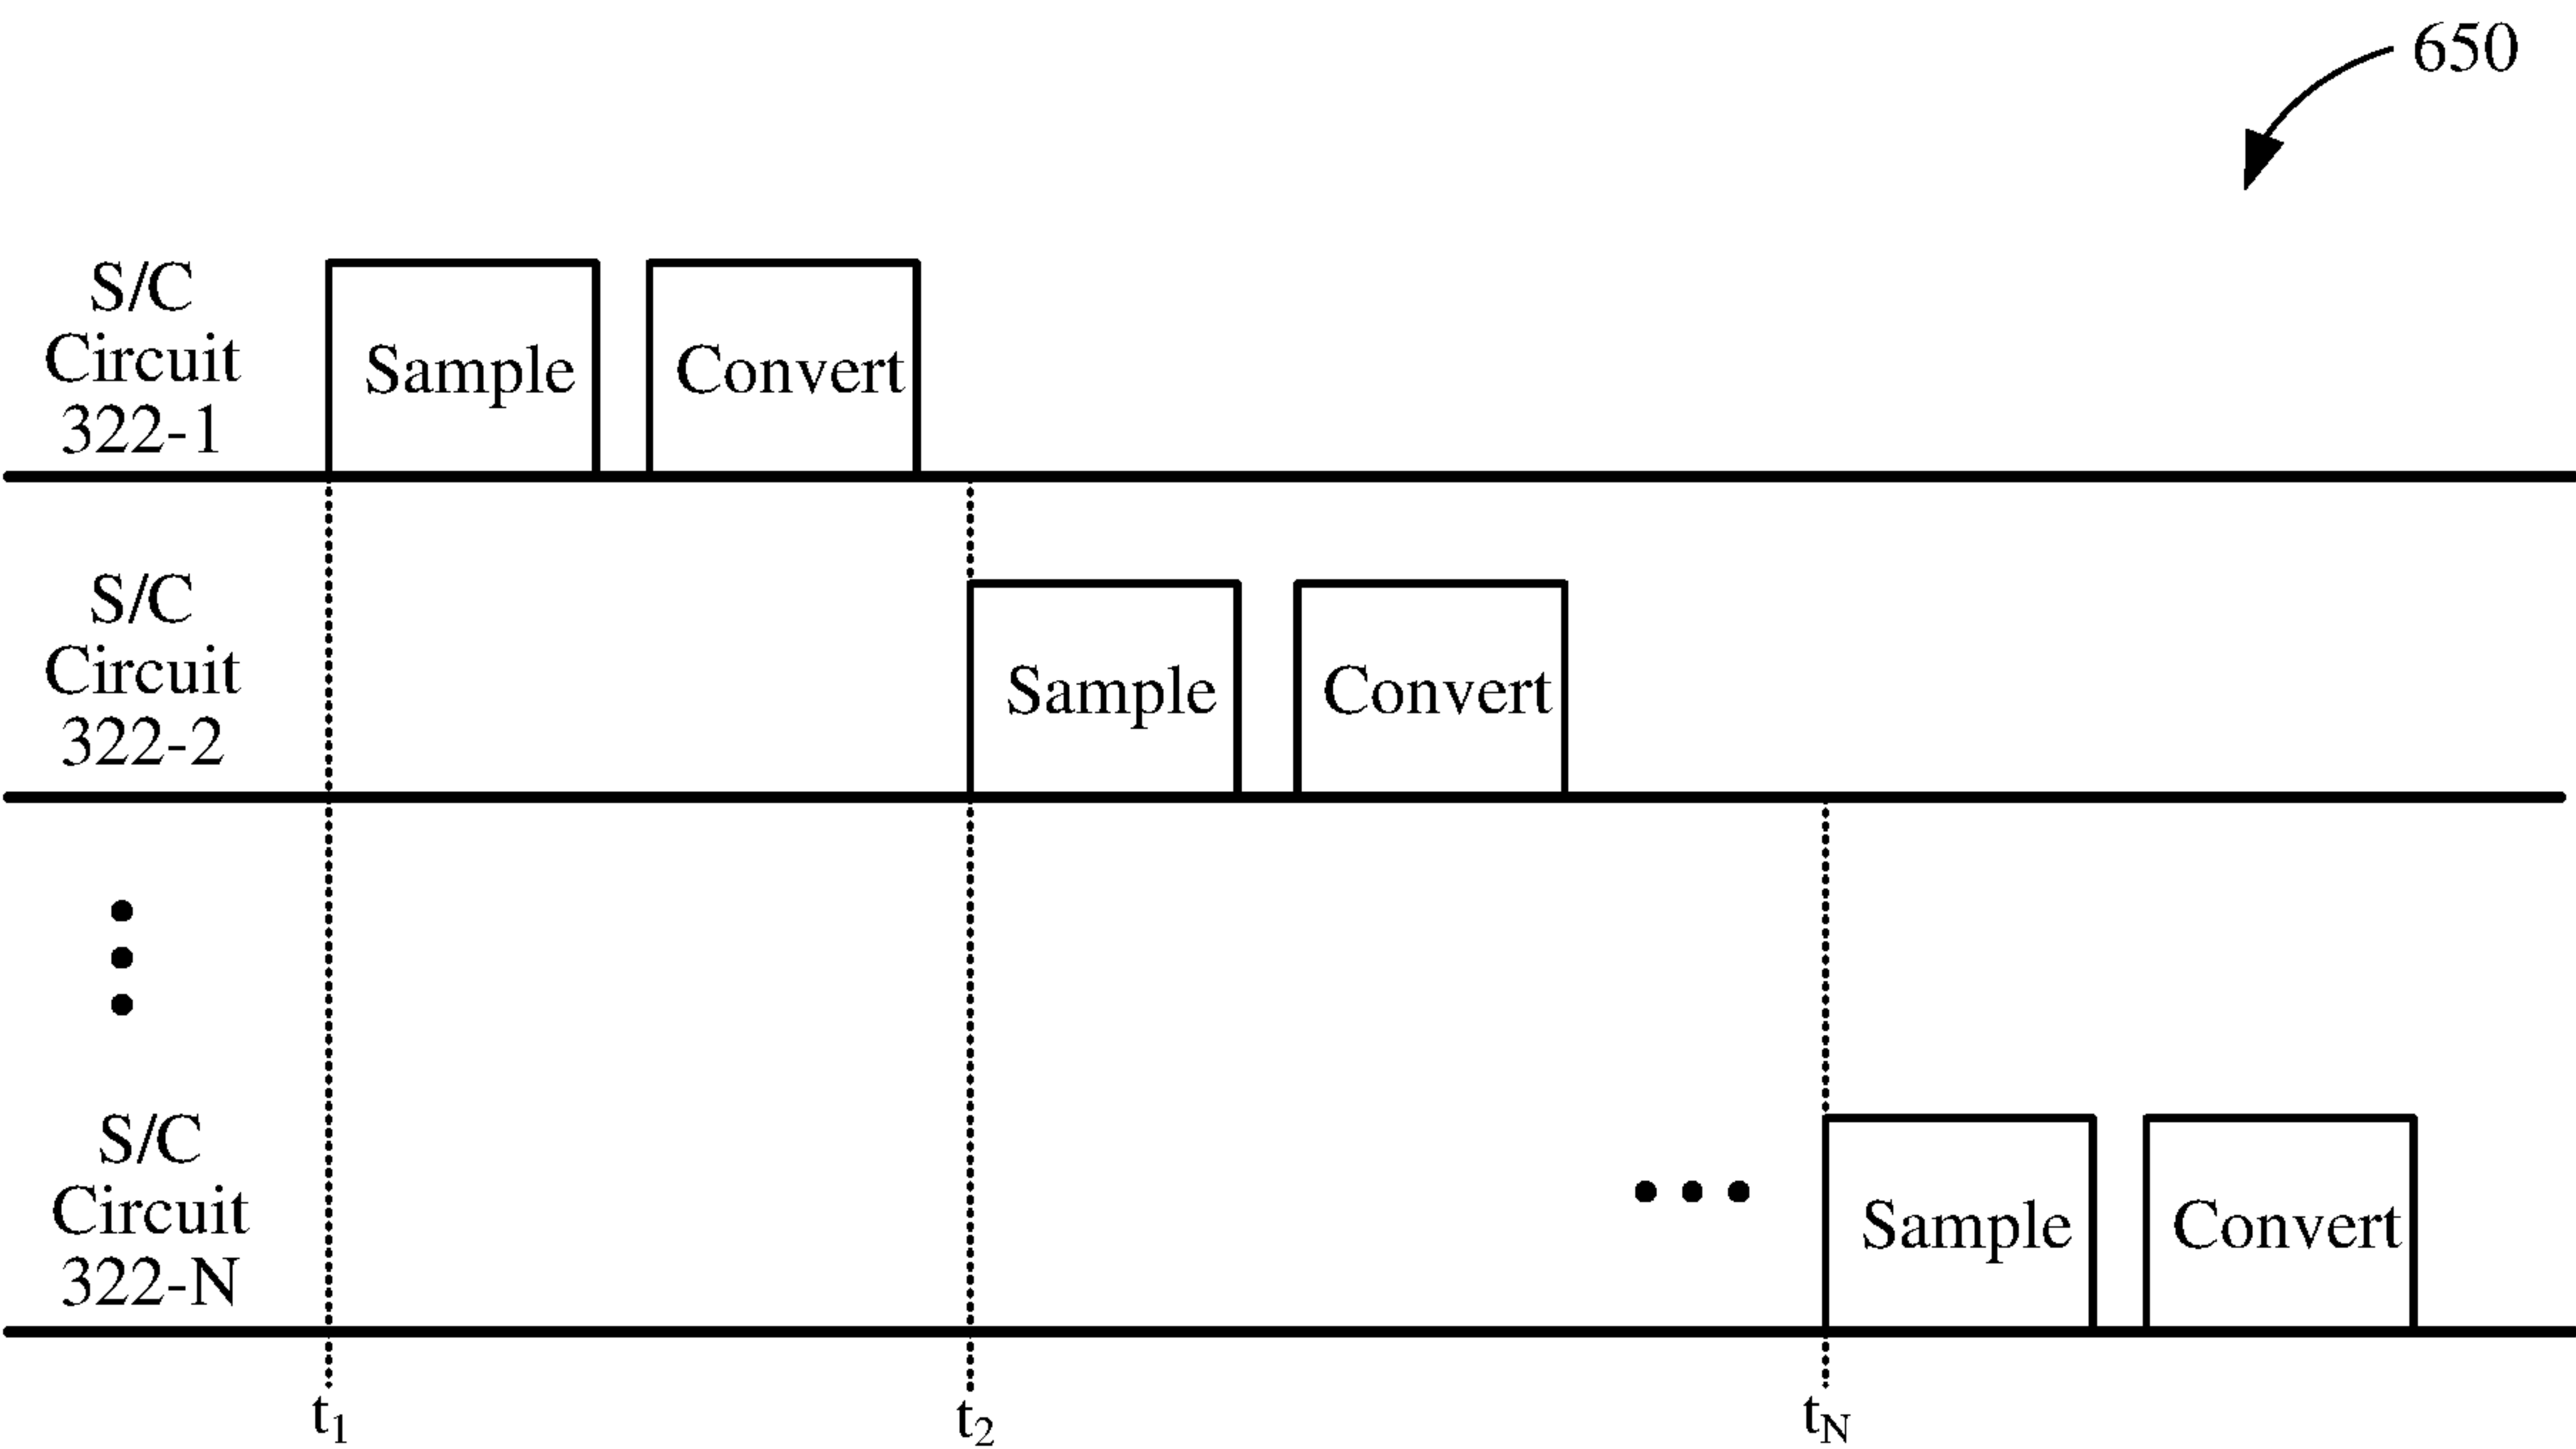 650
S/C
Circuit
322-1
Sample
Convert
S/C
Circuit
322-2
Sample
Convert
S/C
Circuit
322-N
Sample
Convert
t1
t2
tN